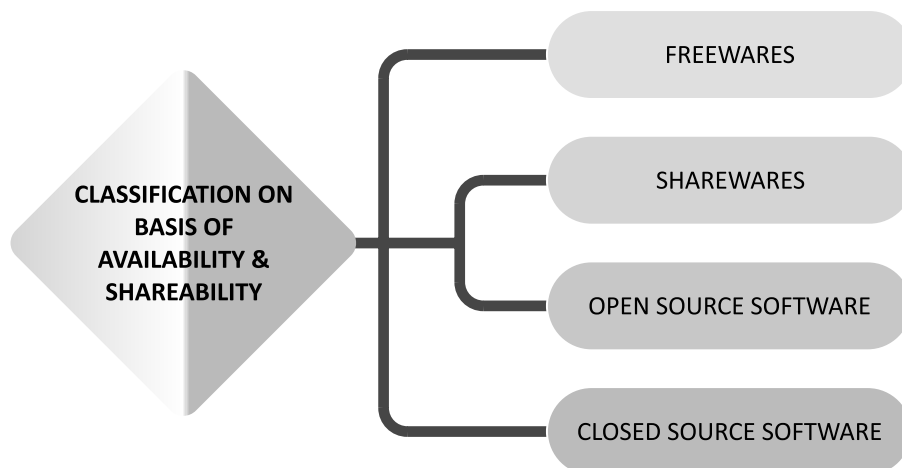 CLASSIFICATION ON
BASIS OF
AVAILABILITY &
SHAREABILITY
FREEWARES
SHAREWARES
OPEN SOURCE SOFTWARE
CLOSED SOURCE SOFTWARE